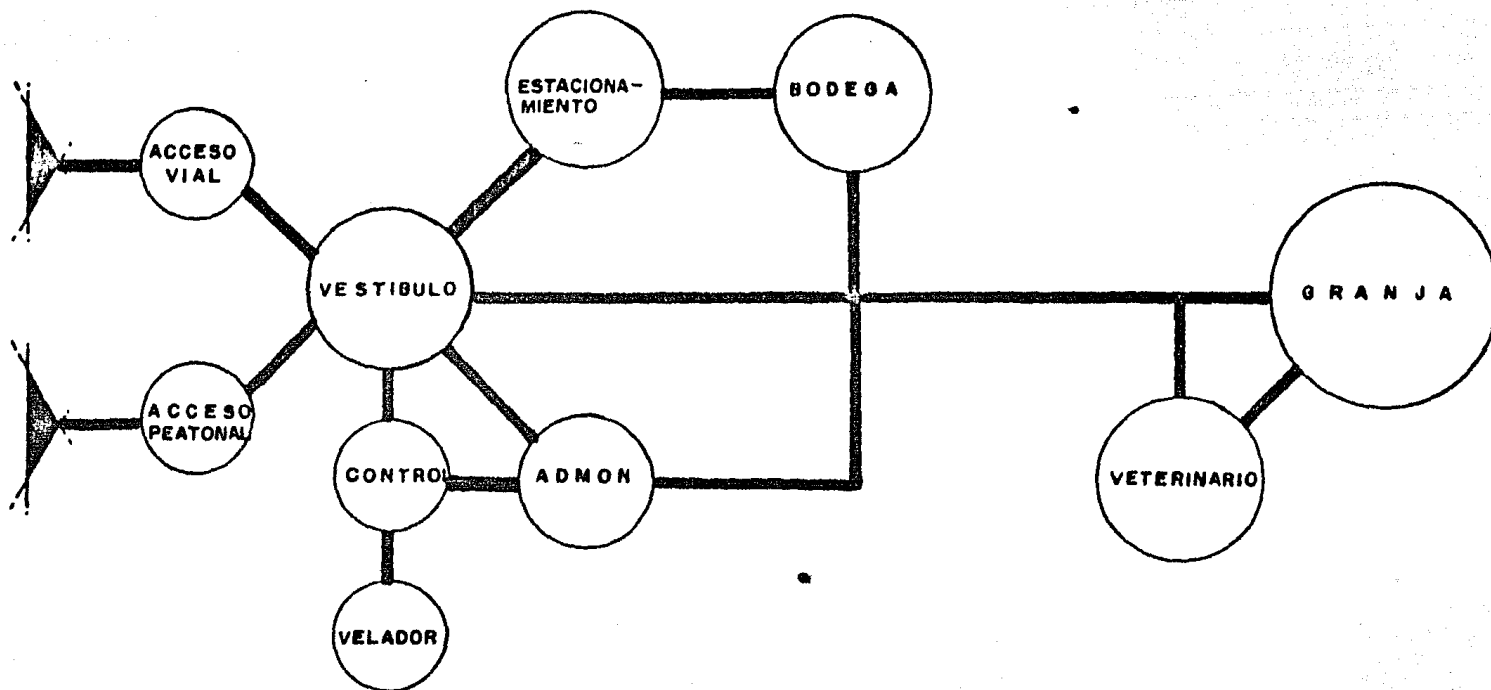 ESTACIONA-
MIENTO
BODEGA
ACCESO
VIAL
VESTIBULO
GRANJA
ACCESO
PEATONAL
CONTROL
ADMON
VETERINARIO
VELADOR